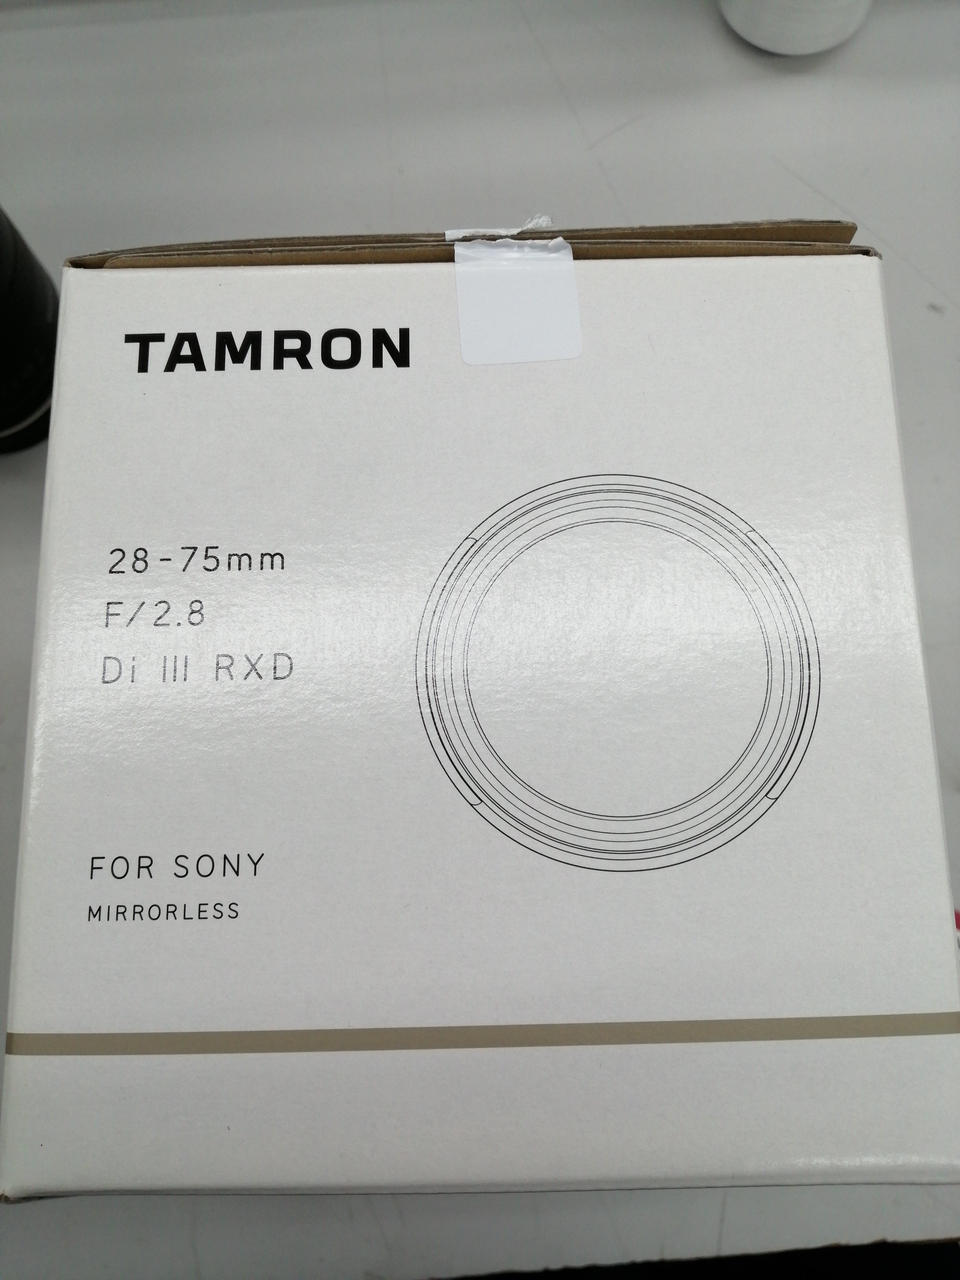 TAMRON
28-75mm
F/2.8
Di III RXD
FOR SONY
MIRRORLESS